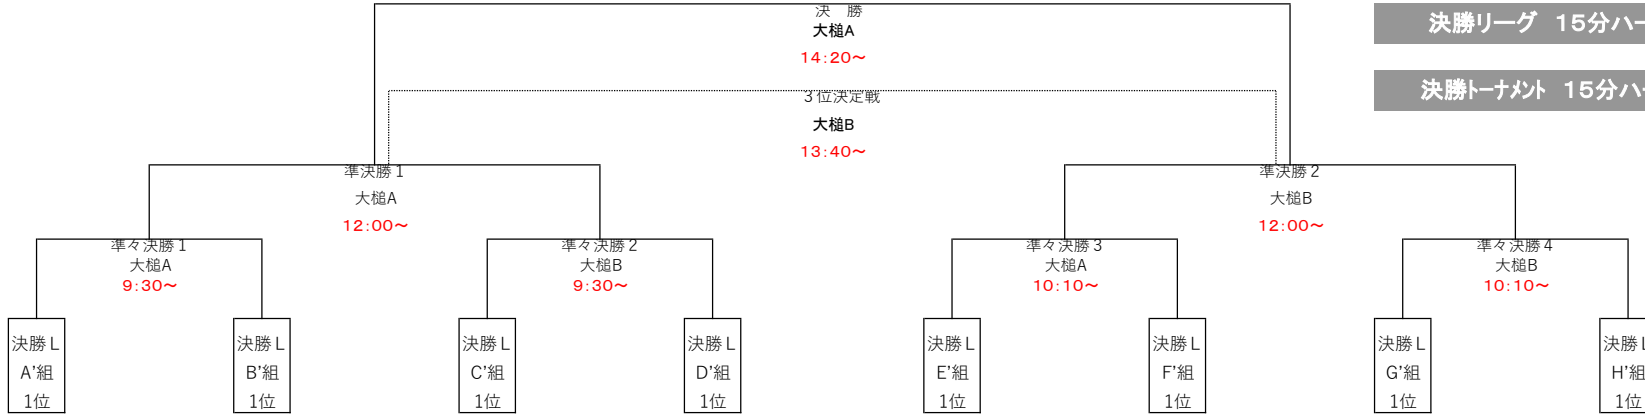 決　勝
大槌A
14:20～
決勝リーグ　15分ハー
決勝トーナメント　15分ハー
３位決定戦
大槌B
13:40～
準決勝１
大槌A
12:00～
準決勝２
大槌B
12:00～
準々決勝１
大槌A
9:30～
準々決勝２
大槌B
9:30～
準々決勝３
大槌A
10:10～
準々決勝４
大槌B
10:10～
決勝Ｌ
A’組
1位
決勝Ｌ
B’組
1位
決勝Ｌ
C’組
1位
決勝Ｌ
D’組
1位
決勝Ｌ
E’組
1位
決勝Ｌ
F’組
1位
決勝Ｌ
G’組
1位
決勝Ｌ
H’組
1位